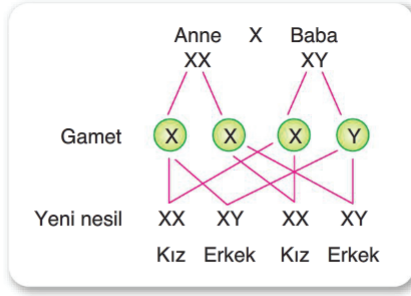 Anne X Baba
XX XY
Gamet X X X Y
Yeni nesil XX XY XX XY
Kız Erkek Kız Erkek